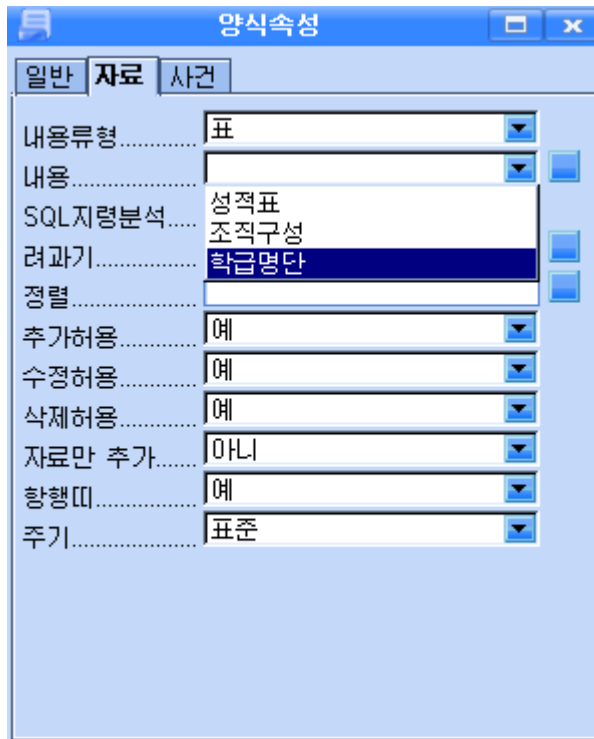 양식속성
일반 자료 사건
내용류형............. 표
내용....................
성적표
SQL지령분석.....
조직구성
려과기.................
학급명단
정렬....................
추가허용............. 예
수정허용............. 예
삭제허용............. 예
자료만 추가....... 아니
항행띠................. 예
주기.................... 표준